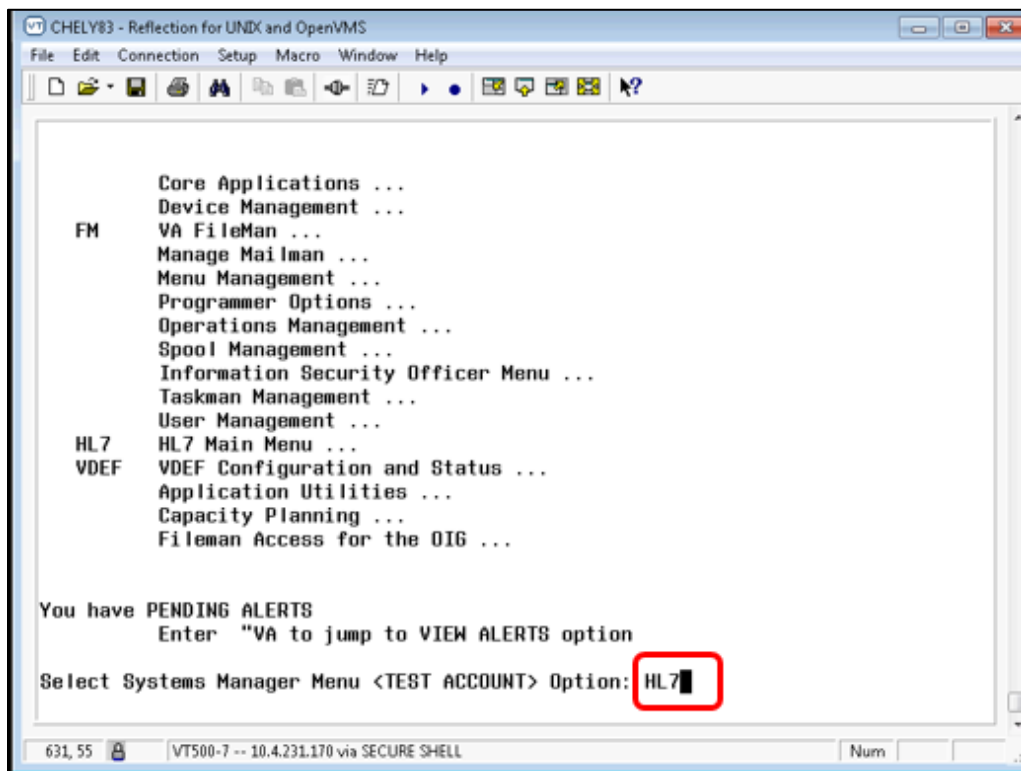 CHELY83 - Reflection for UNIX and OpenVMS
File Edit Connection Setup Macro Window Help
Core Applications ...
Device Management ...
FM VA FileMan ...
Manage Mailman ...
Menu Management ...
Programmer Options ...
Operations Management ...
Spool Management ...
Information Security Officer Menu ...
Taskman Management ...
User Management ...
HL7 HL7 Main Menu ...
VDEF VDEF Configuration and Status ...
Application Utilities ...
Capacity Planning ...
Fileman Access for the OIG ...
You have PENDING ALERTS
Enter "VA to jump to VIEW ALERTS option
Select Systems Manager Menu <TEST ACCOUNT> Option: HL7
631, 55 VT500-7 -- 10.4.231.170 via SECURE SHELL Num